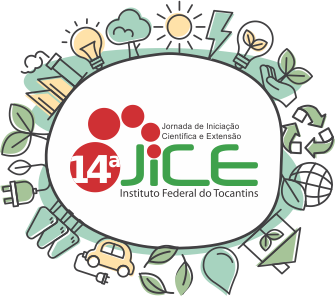 Jornada de Iniciação
Científica e Extensão
14ª JiCE
Instituto Federal do Tocantins